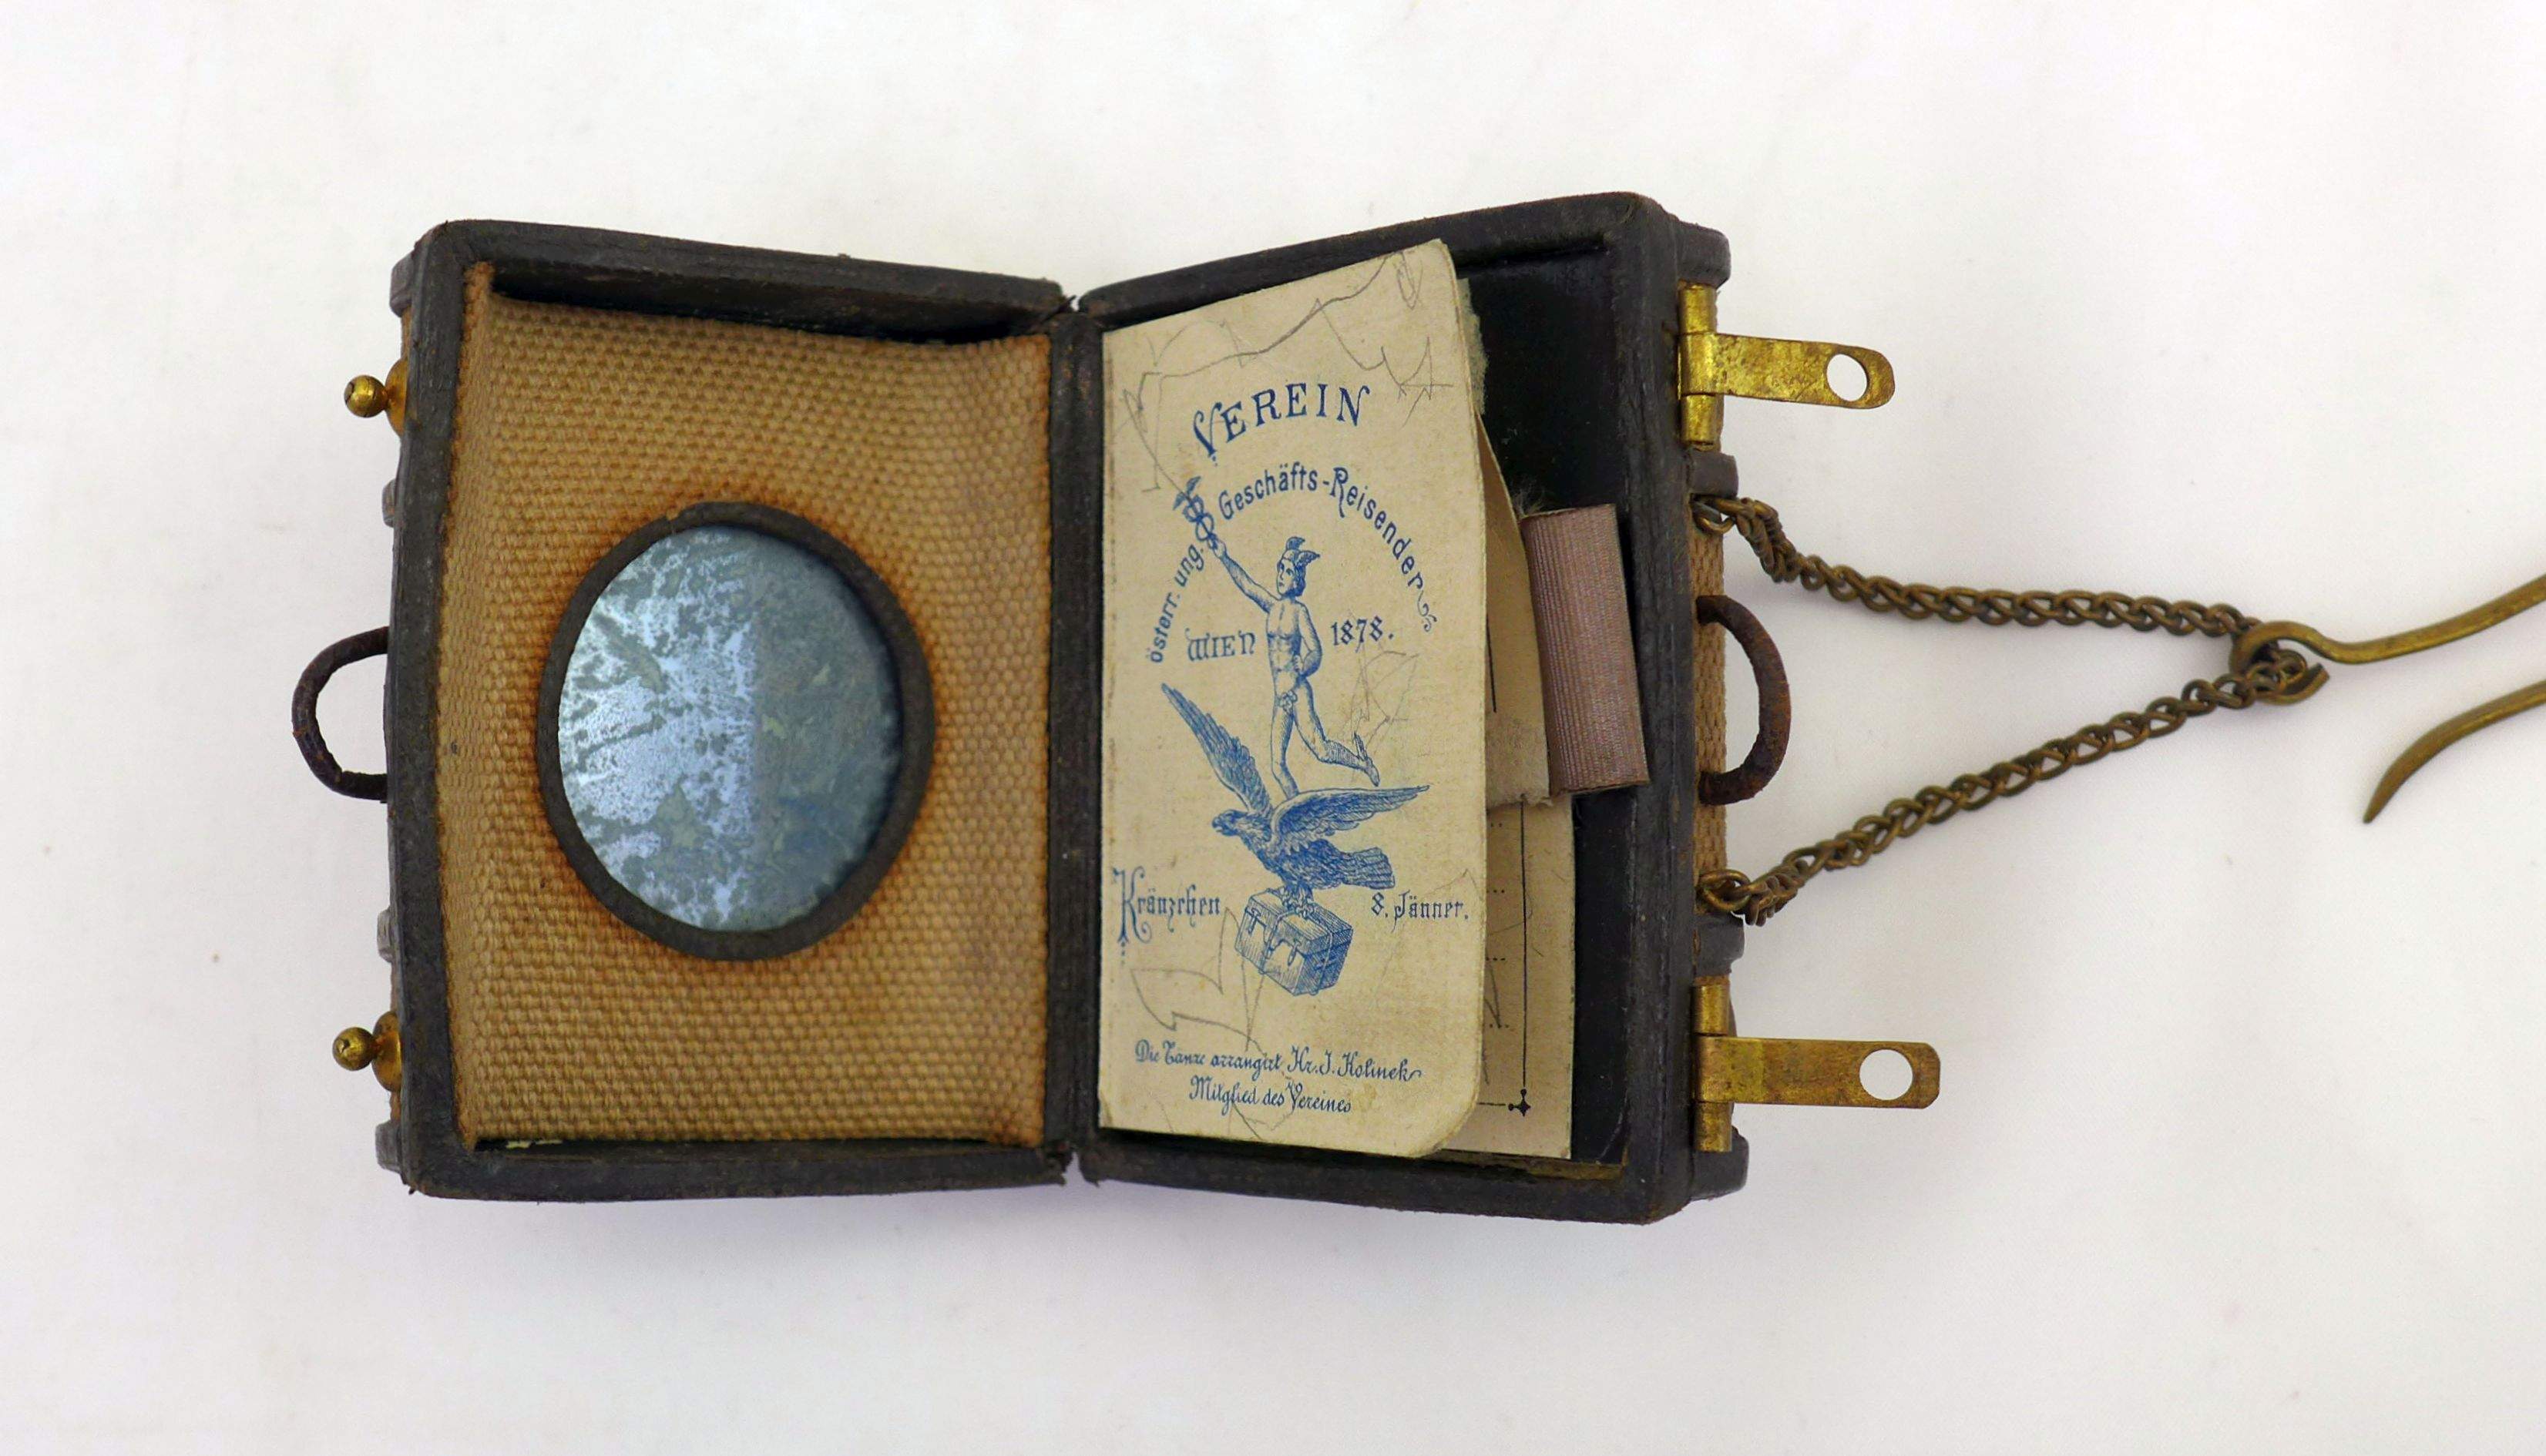 VEREIN
österr. ung. Geschäfts-Reisender
WIEN 1878.
Kränzchen 8. Jänner.
Die Tänze arrangirt Hr. J. Kolinek
Mitglied des Vereines